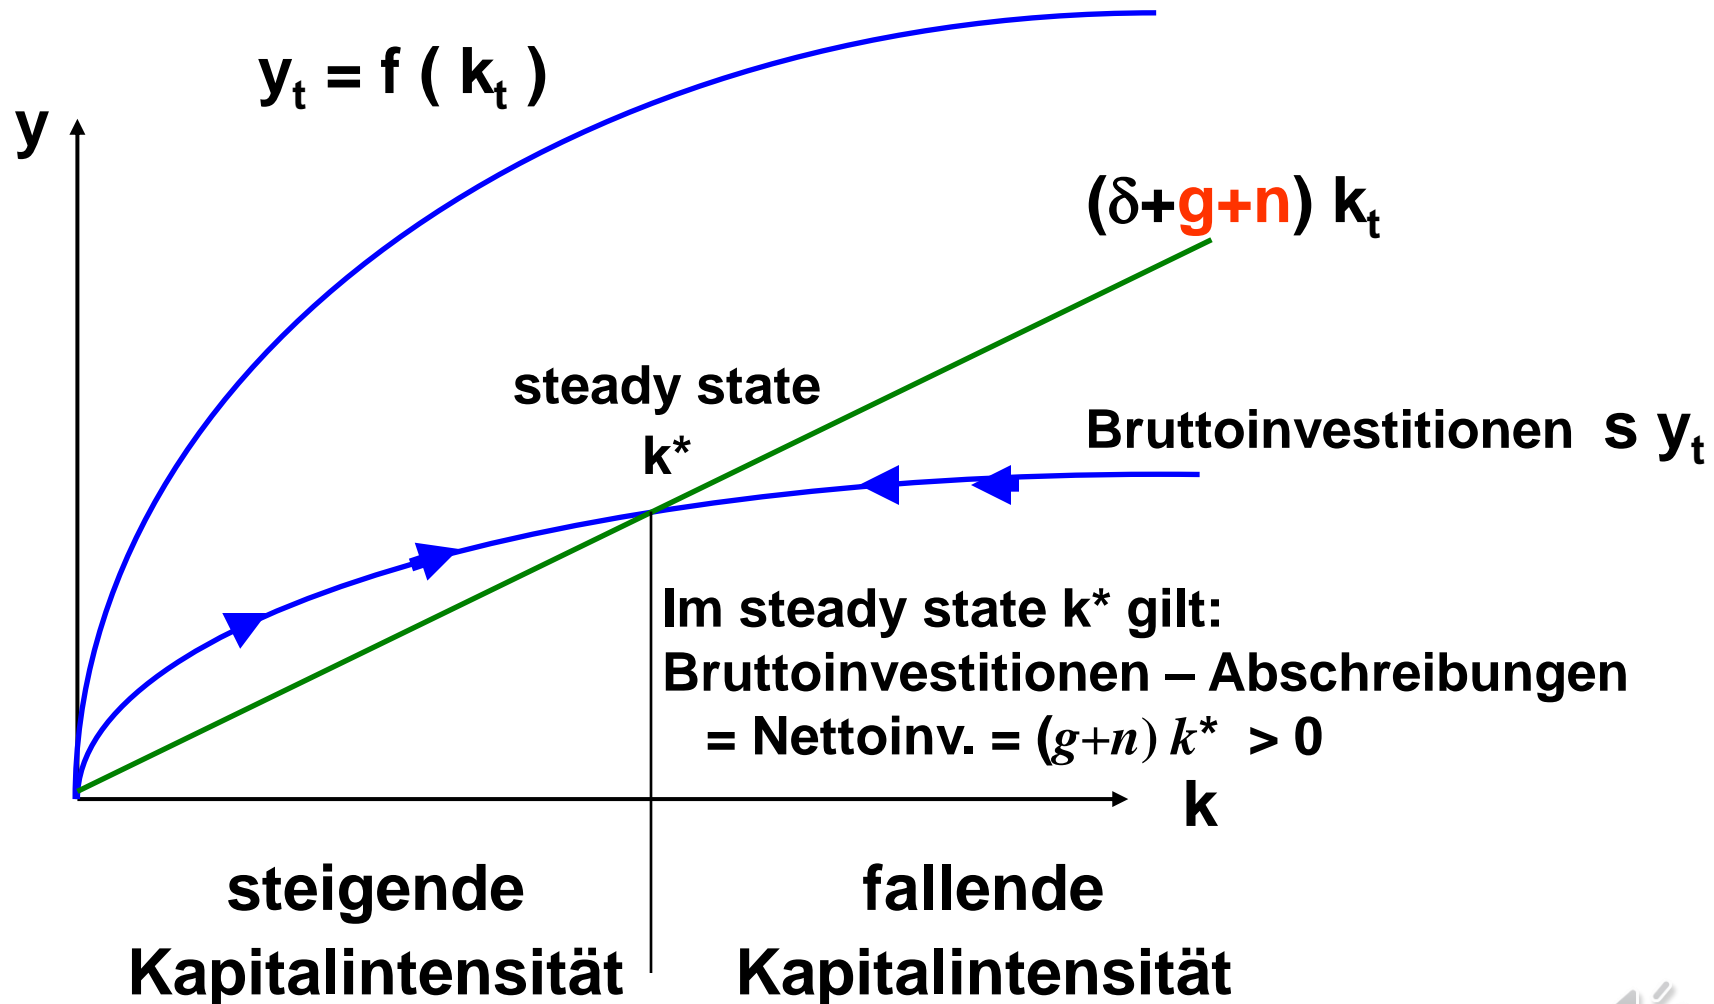 yt = f ( kt )
y
(δ+g+n) kt
steady state
k*
Bruttoinvestitionen s yt
Im steady state k* gilt:
Bruttoinvestitionen – Abschreibungen
= Nettoinv. = (g+n) k* > 0
k
steigende
Kapitalintensität
fallende
Kapitalintensität